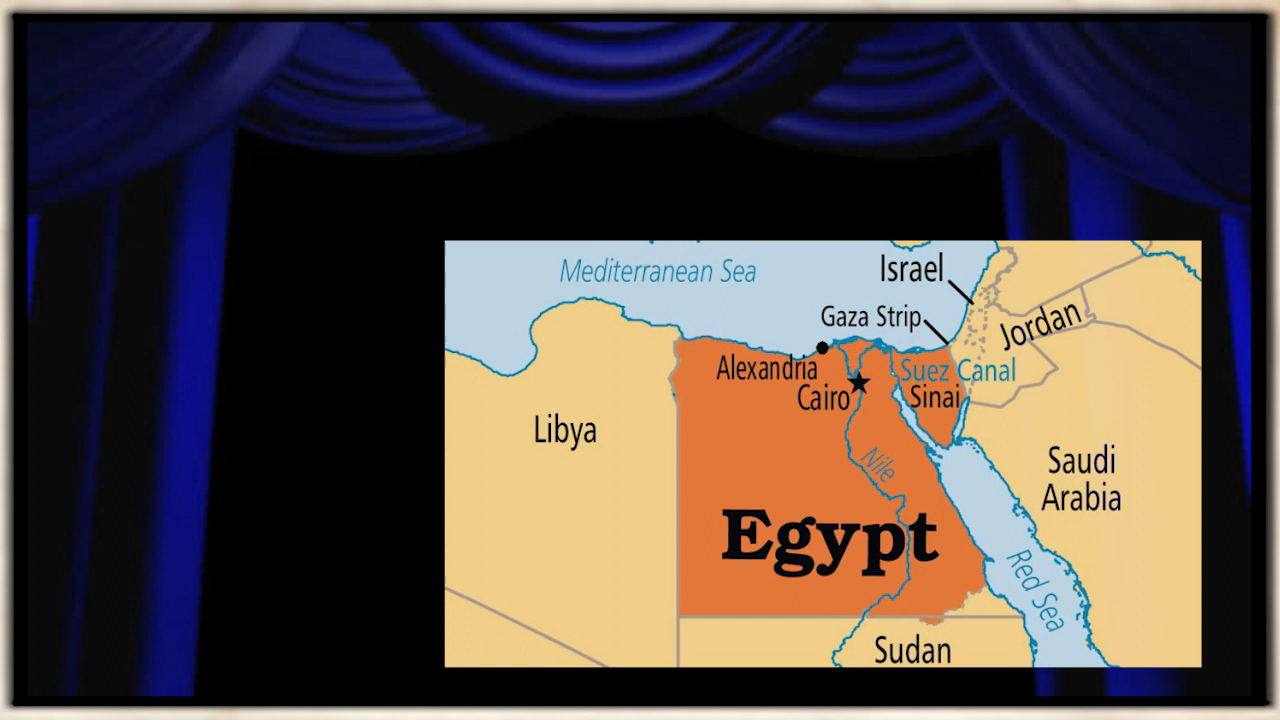 Mediterranean Sea
Israel
Gaza Strip
Jordan
Alexandria
Suez Canal
Cairo
Sinai
Libya
Nile
Saudi
Arabia
Egypt
Red Sea
Sudan